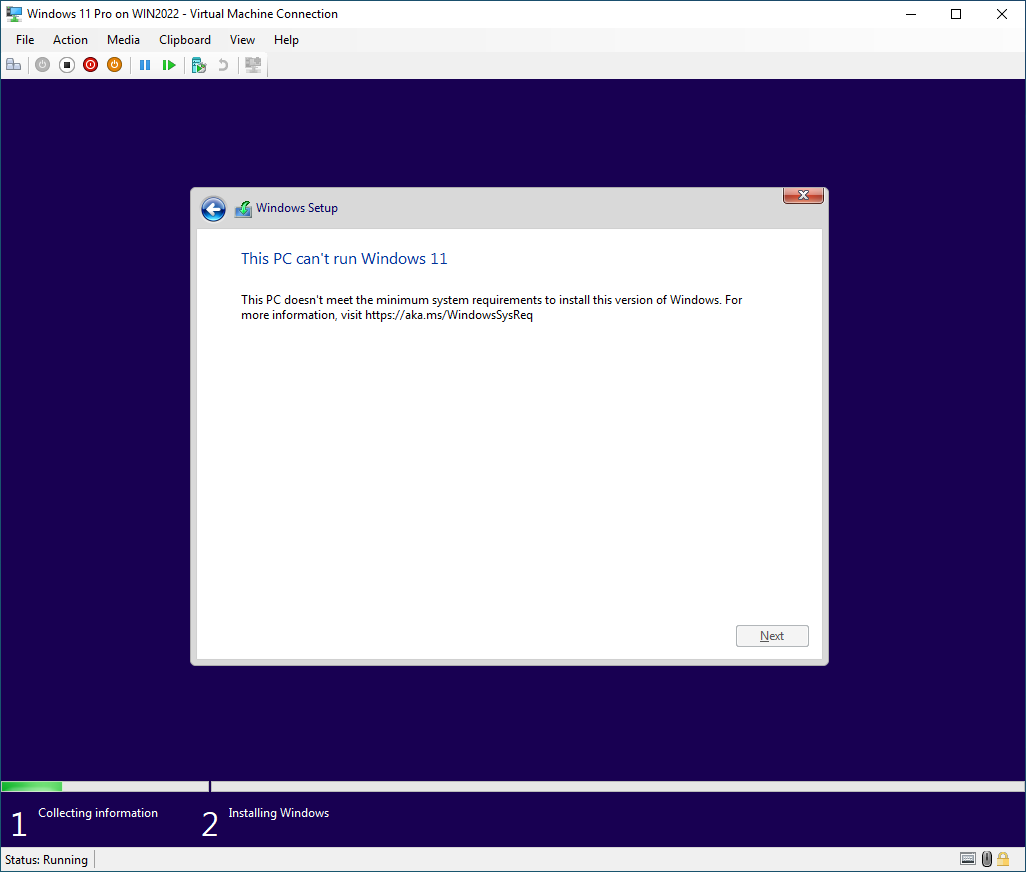 Windows 11 Pro on WIN2022 - Virtual Machine Connection
File Action Media Clipboard View Help
Windows Setup
This PC can't run Windows 11
This PC doesn't meet the minimum system requirements to install this version of Windows. For
more information, visit https://aka.ms/WindowsSysReq
Next
1 Collecting information
2 Installing Windows
Status: Running